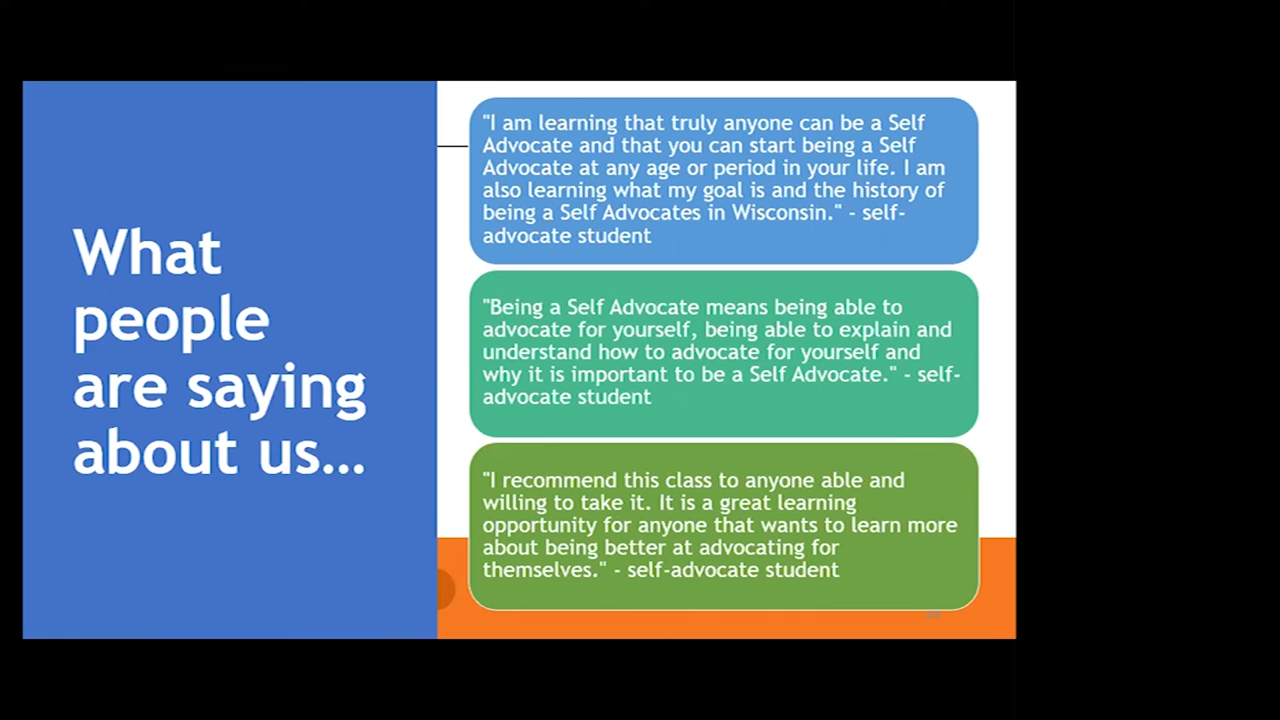 What
people
are saying
about us...
"I am learning that truly anyone can be a Self
Advocate and that you can start being a Self
Advocate at any age or period in your life. I am
also learning what my goal is and the history of
being a Self Advocates in Wisconsin." - self-
advocate student
"Being a Self Advocate means being able to
advocate for yourself, being able to explain and
understand how to advocate for yourself and
why it is important to be a Self Advocate." - self-
advocate student
"I recommend this class to anyone able and
willing to take it. It is a great learning
opportunity for anyone that wants to learn more
about being better at advocating for
themselves." - self-advocate student